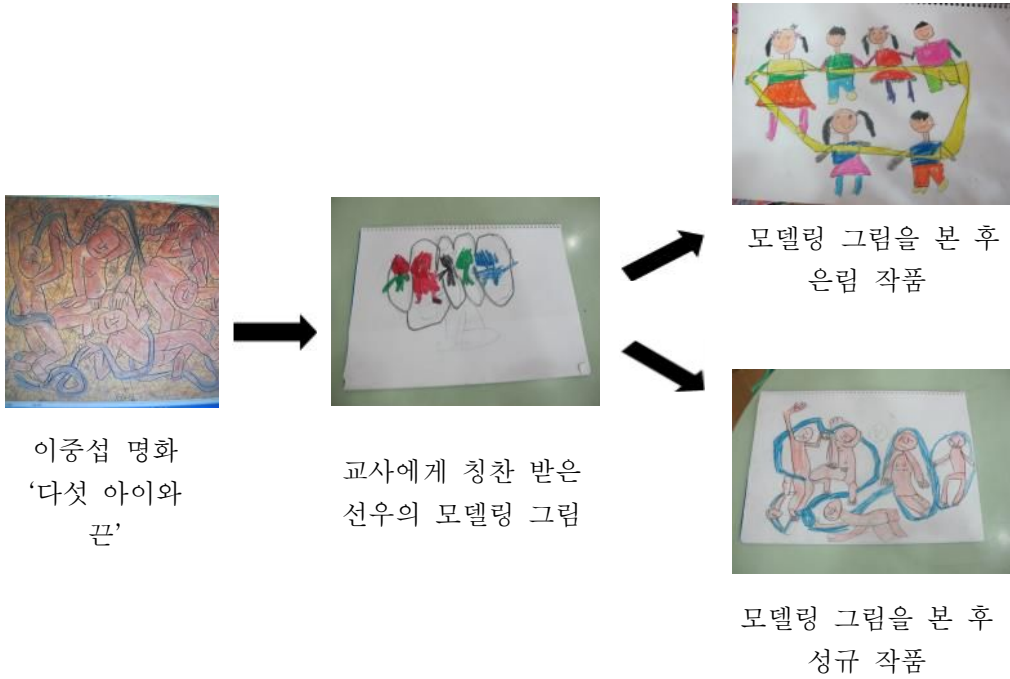 이중섭 명화
‘다섯 아이와
끈’
교사에게 칭찬 받은
선우의 모델링 그림
모델링 그림을 본 후
은림 작품
모델링 그림을 본 후
성규 작품